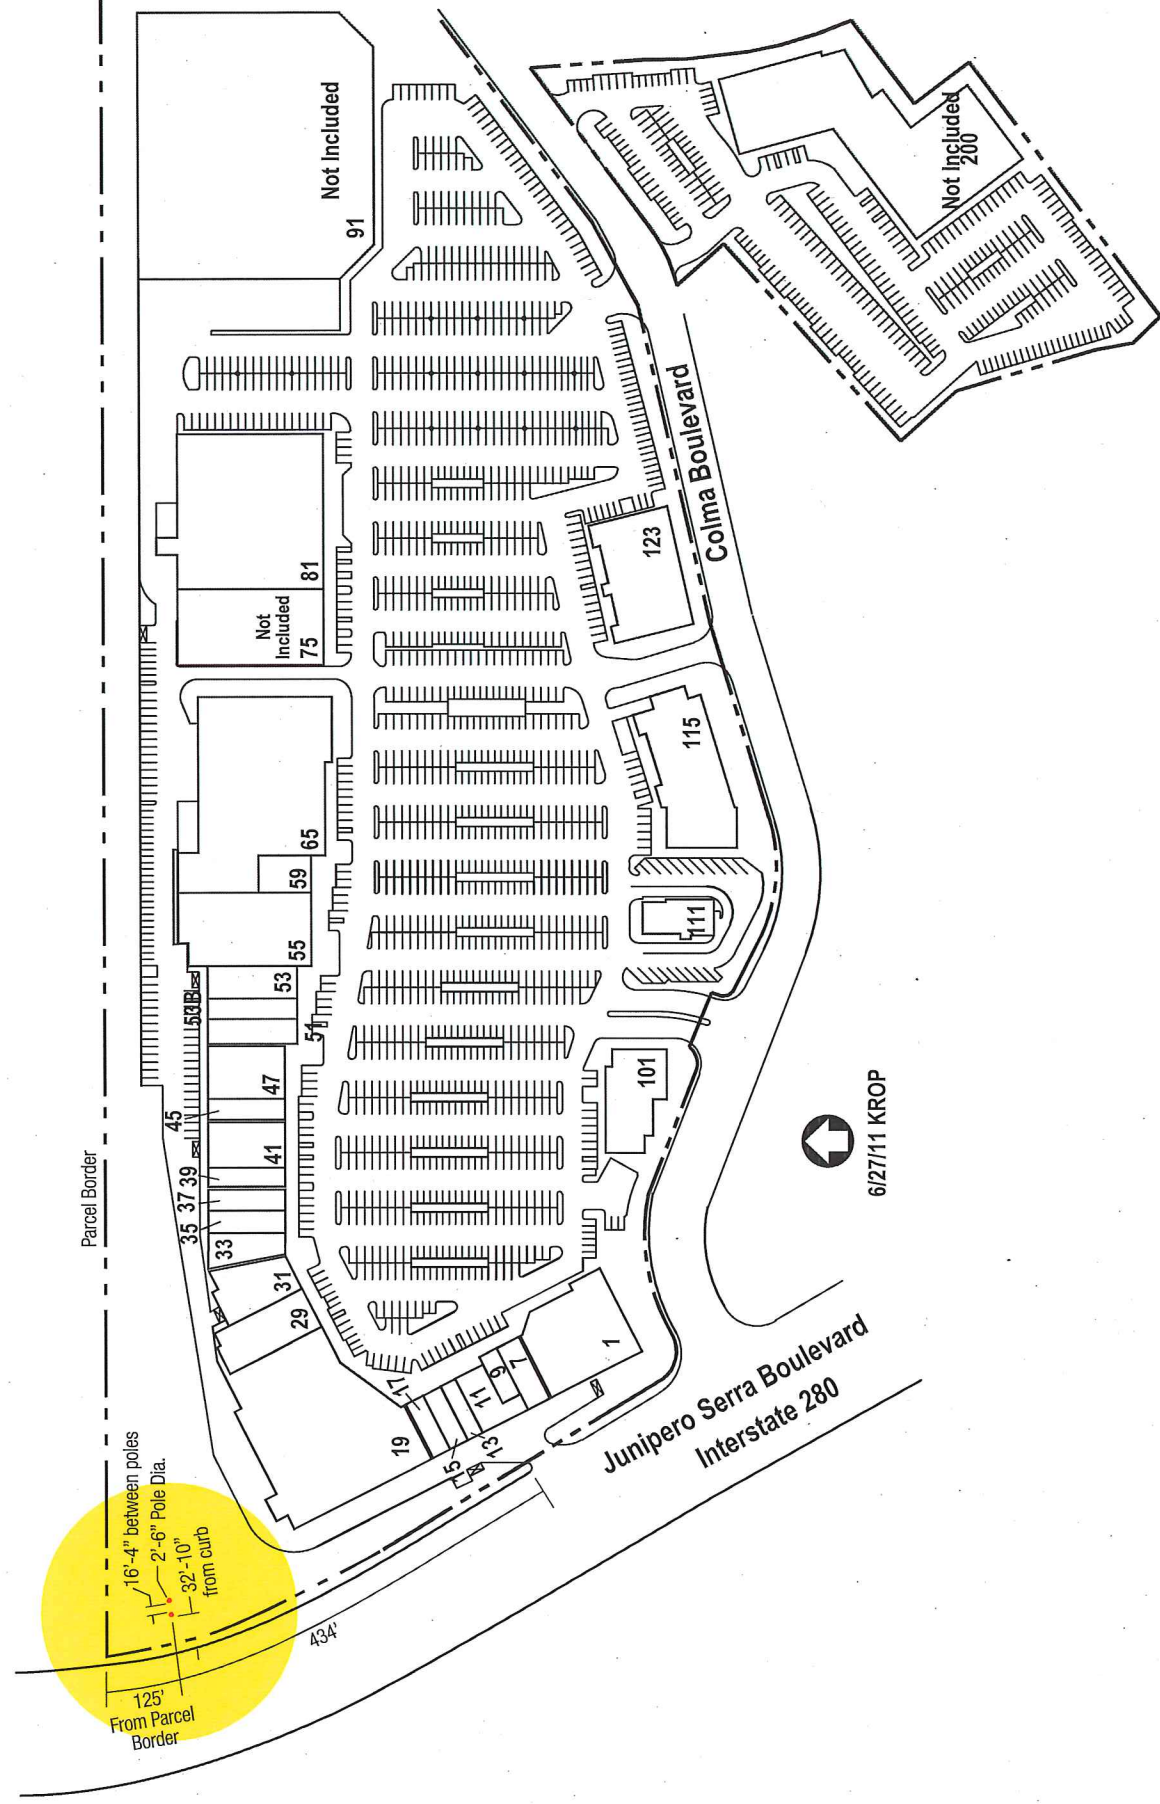 Parcel Border
16'-4" between poles
2'-6" Pole Dia.
32'-10"
from curb
125'
From Parcel
Border
434'
Not Included
91
Not Included
200
81
Not
Included
75
65
59
55
53
53B
51
47
45
41
39
37
35
33
31
29
19
17
15
13
11
9
7
1
101
111
115
123
Colma Boulevard
Junipero Serra Boulevard
Interstate 280
6/27/11 KROP